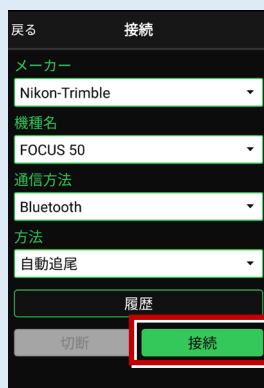 戻る 接続
メーカー
Nikon-Trimble
機種名
FOCUS 50
通信方法
Bluetooth
方法
自動追尾
履歴
切断 接続